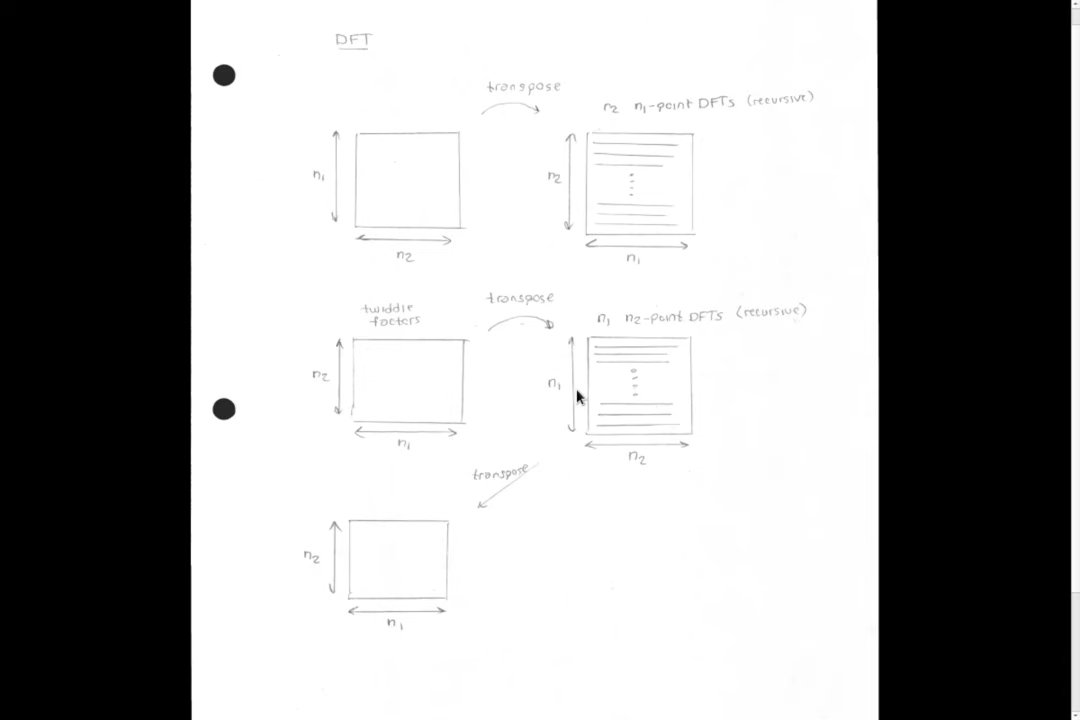 DFT
transpose
n2 n1-point DFTs (recursive)
n1
n2
n2
n1
twiddle
factors
transpose
n1 n2-point DFTs (recursive)
n2
n1
n1
n2
transpose
n2
n1